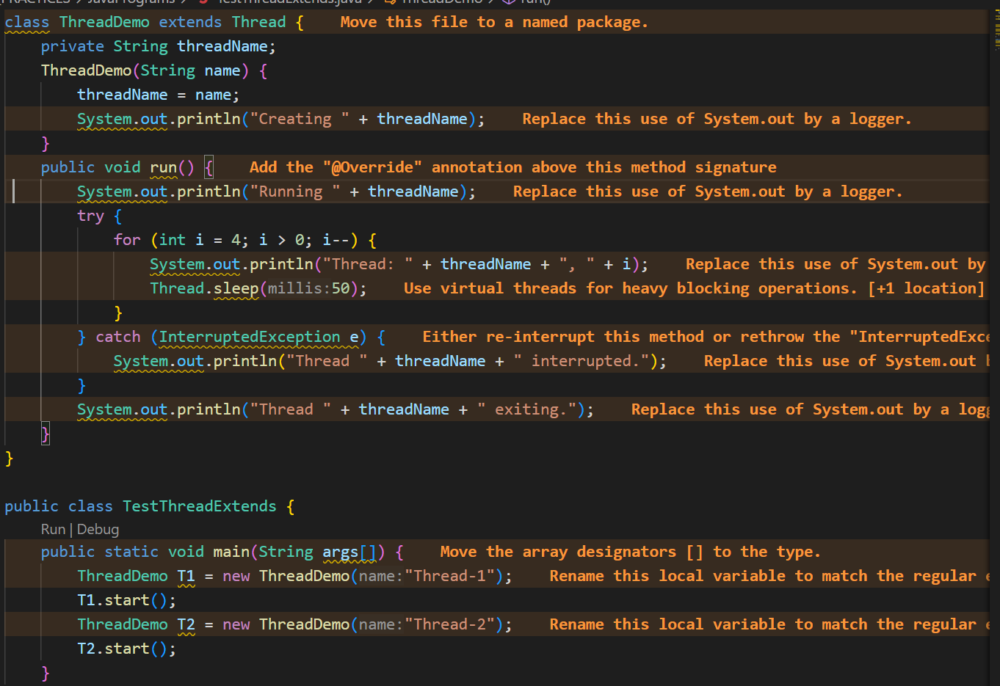 PRACTICES > JavaPrograms > TestThreadExtends.java > ThreadDemo > run()
class ThreadDemo extends Thread {    Move this file to a named package.
private String threadName;
ThreadDemo(String name) {
threadName = name;
System.out.println("Creating " + threadName);    Replace this use of System.out by a logger.
}
public void run() {    Add the "@Override" annotation above this method signature
System.out.println("Running " + threadName);    Replace this use of System.out by a logger.
try {
for (int i = 4; i > 0; i--) {
System.out.println("Thread: " + threadName + ", " + i);    Replace this use of System.out by
Thread.sleep(millis:50);    Use virtual threads for heavy blocking operations. [+1 location]
}
} catch (InterruptedException e) {    Either re-interrupt this method or rethrow the "InterruptedExce
System.out.println("Thread " + threadName + " interrupted.");    Replace this use of System.out
}
System.out.println("Thread " + threadName + " exiting.");    Replace this use of System.out by a logg
}
}
public class TestThreadExtends {
Run | Debug
public static void main(String args[]) {    Move the array designators [] to the type.
ThreadDemo T1 = new ThreadDemo(name:"Thread-1");    Rename this local variable to match the regular
T1.start();
ThreadDemo T2 = new ThreadDemo(name:"Thread-2");    Rename this local variable to match the regular
T2.start();
}